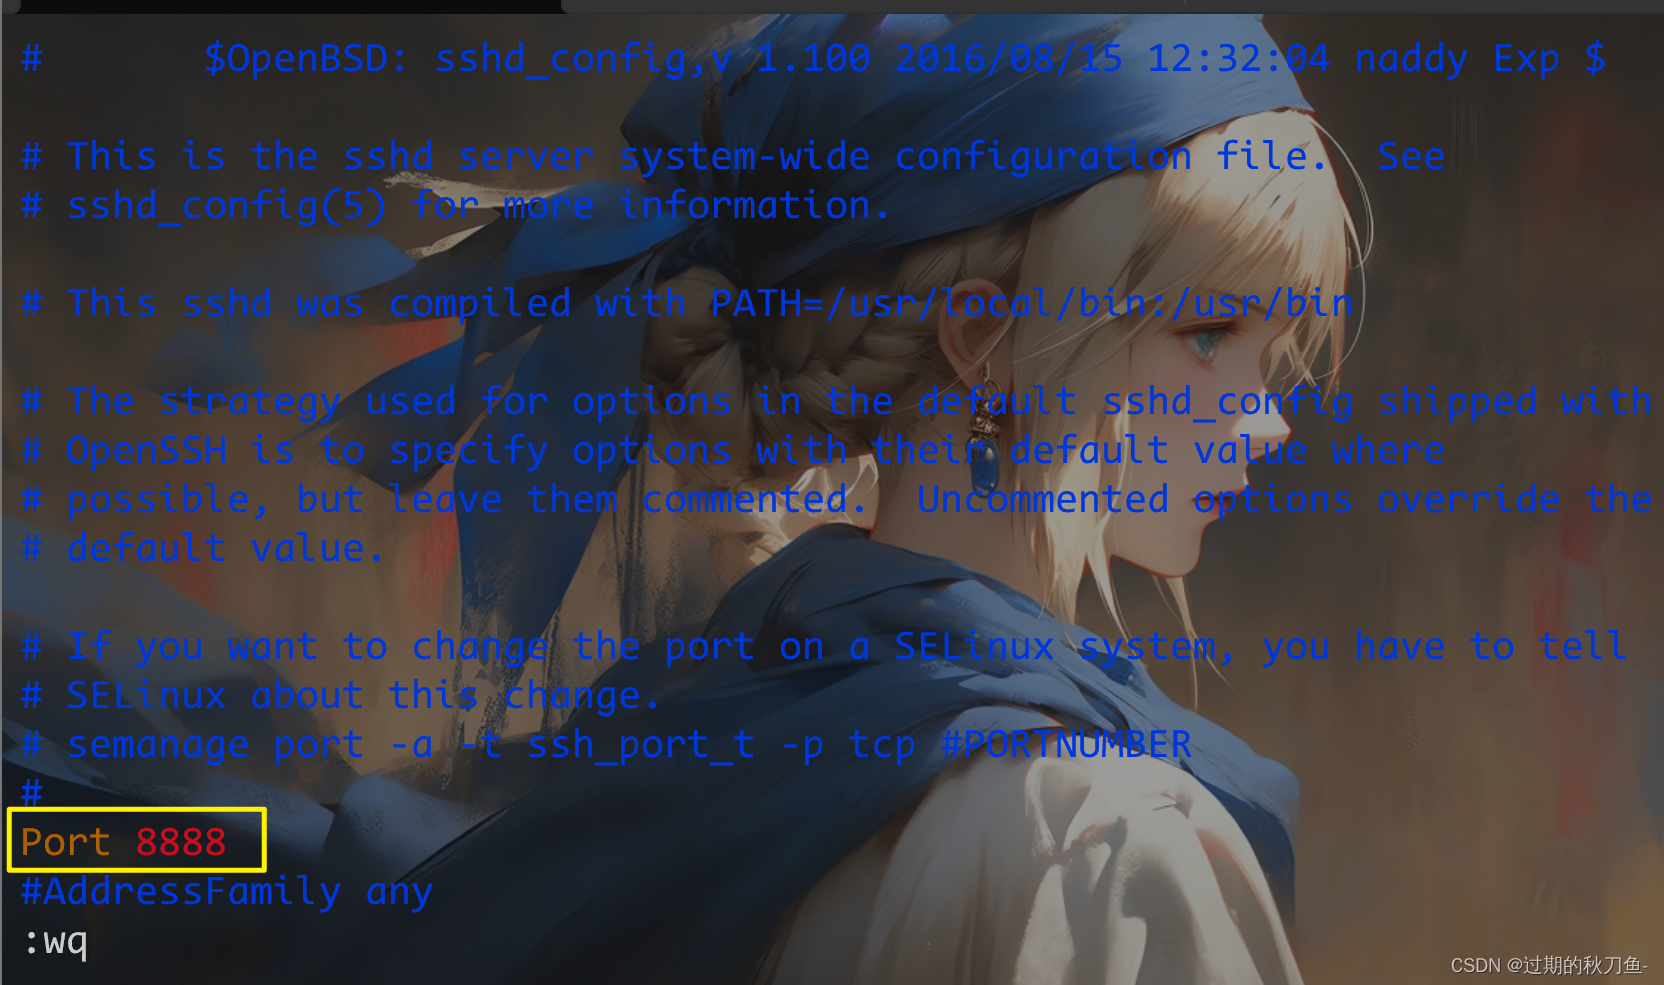 #       $OpenBSD: sshd_config,v 1.100 2016/08/15 12:32:04 naddy Exp $
# This is the sshd server system-wide configuration file.  See
# sshd_config(5) for more information.
# This sshd was compiled with PATH=/usr/local/bin:/usr/bin
# The strategy used for options in the default sshd_config shipped with
# OpenSSH is to specify options with their default value where
# possible, but leave them commented.  Uncommented options override the
# default value.
# If you want to change the port on a SELinux system, you have to tell
# SELinux about this change.
# semanage port -a -t ssh_port_t -p tcp #PORTNUMBER
#
Port 8888
#AddressFamily any
:wq
CSDN @过期的秋刀鱼-